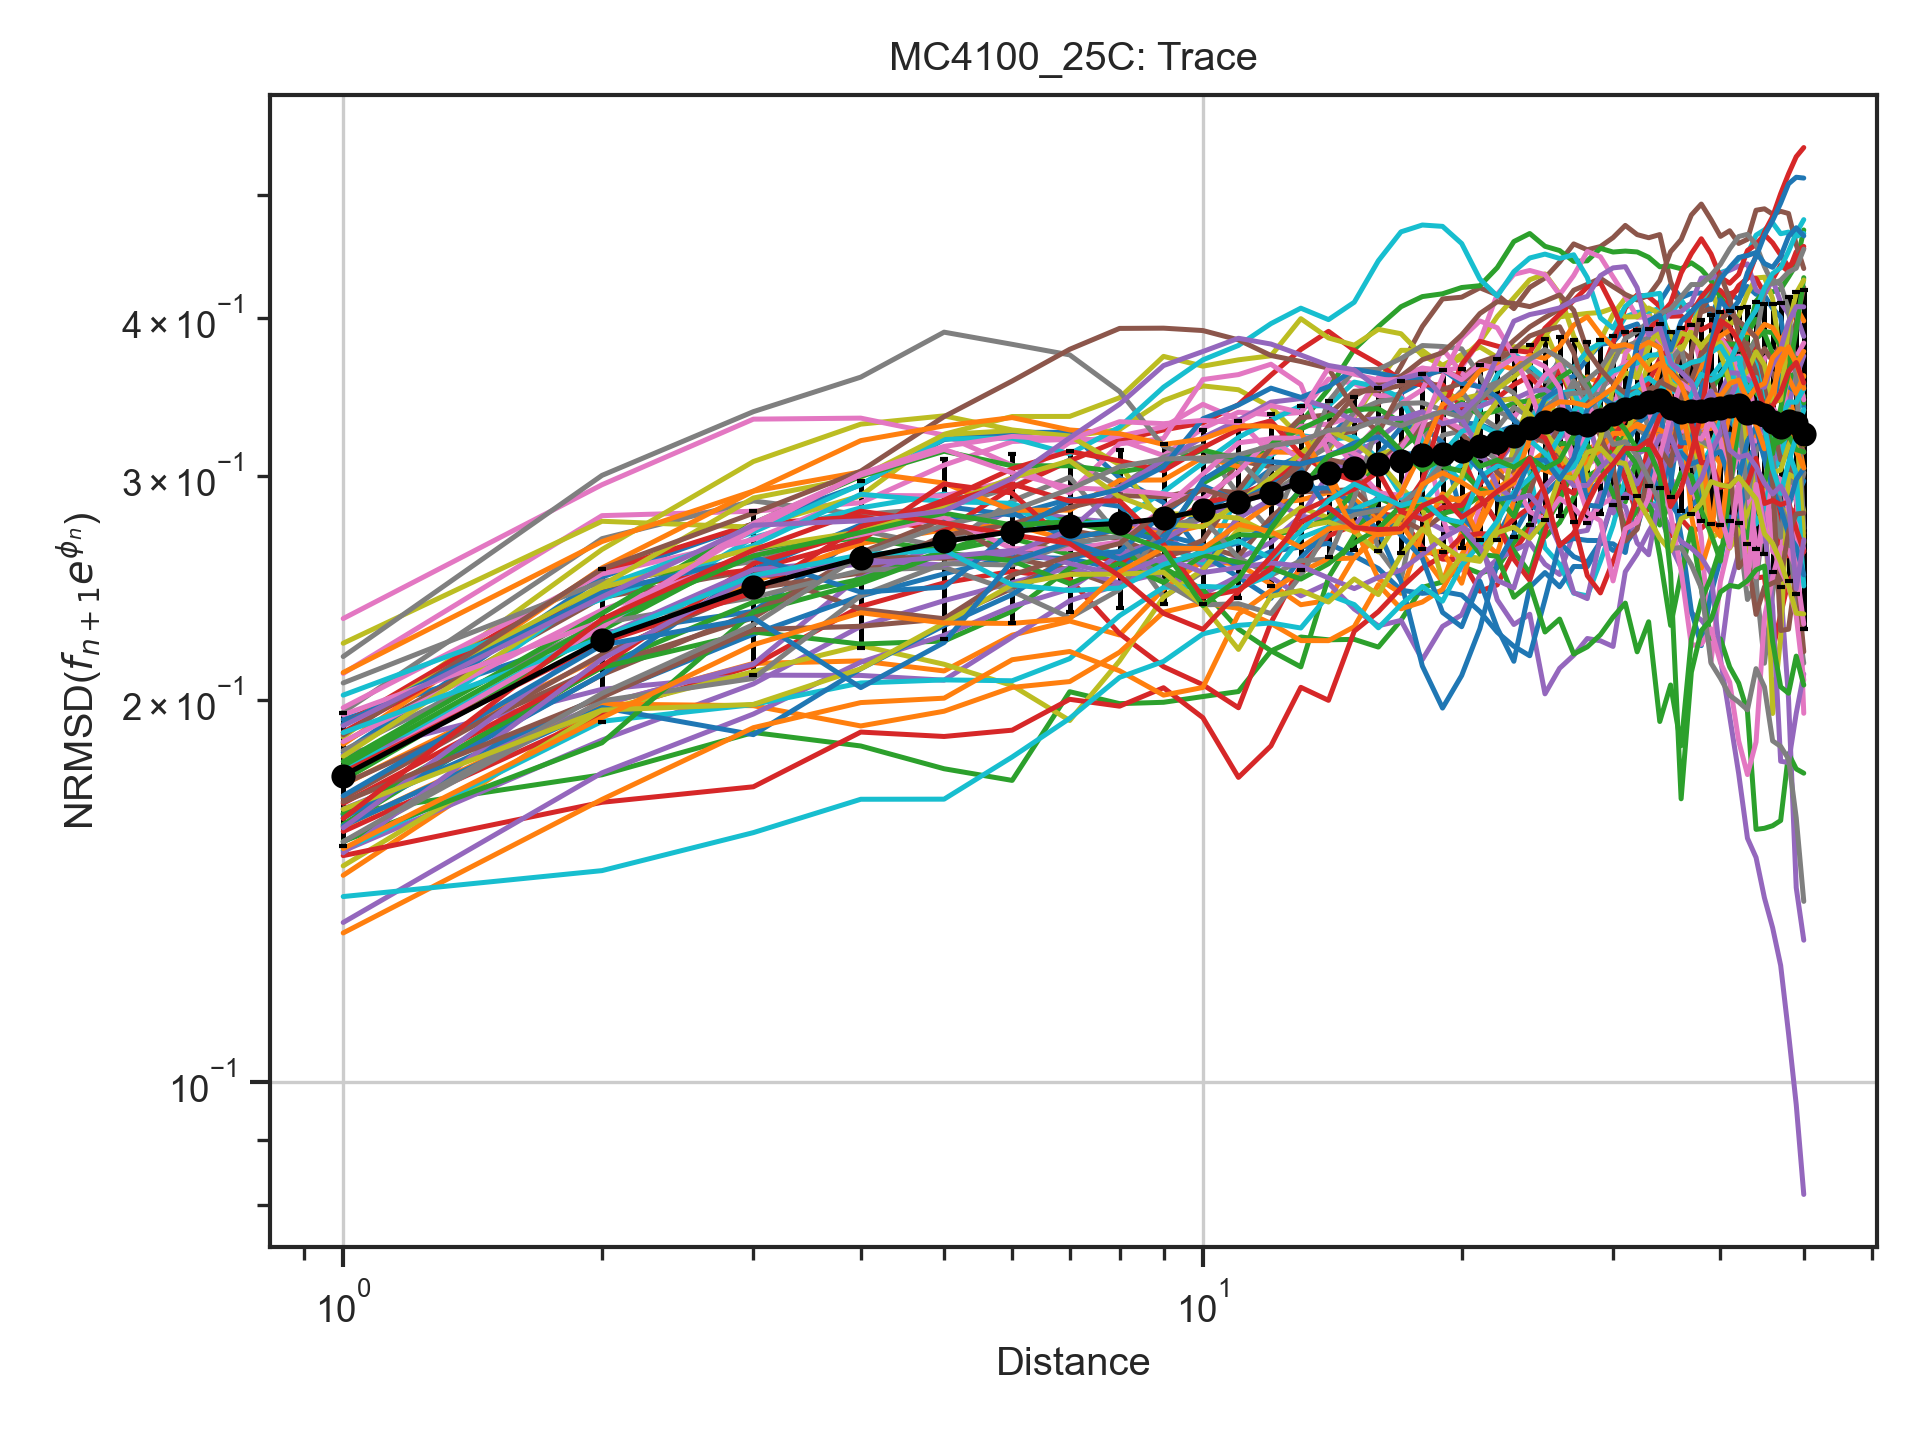 MC4100_25C: Trace
NRMSD(fₙ₊₁e^ϕₙ)
4 × 10⁻¹
3 × 10⁻¹
2 × 10⁻¹
10⁻¹
10⁰
10¹
Distance